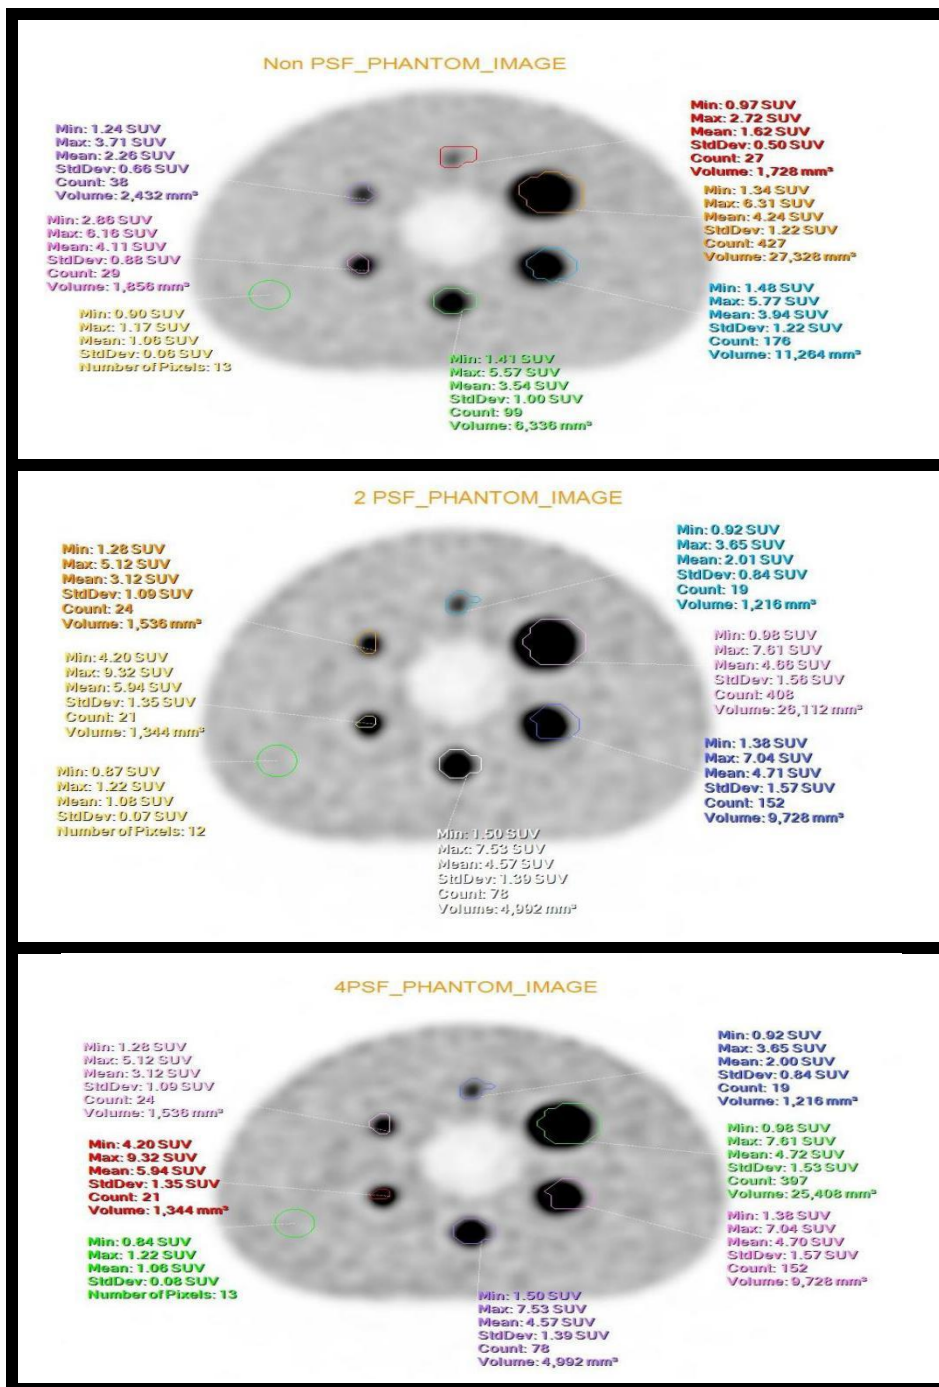 Non PSF_PHANTOM_IMAGE
Min: 1.24 SUV
Max: 3.71 SUV
Mean: 2.26 SUV
StdDev: 0.66 SUV
Count: 38
Volume: 2,432 mm³
Min: 2.86 SUV
Max: 6.16 SUV
Mean: 4.11 SUV
StdDev: 0.88 SUV
Count: 29
Volume: 1,856 mm³
Min: 0.90 SUV
Max: 1.17 SUV
Mean: 1.06 SUV
StdDev: 0.06 SUV
Number of Pixels: 13
Min: 1.41 SUV
Max: 5.57 SUV
Mean: 3.54 SUV
StdDev: 1.00 SUV
Count: 99
Volume: 6,336 mm³
Min: 0.97 SUV
Max: 2.72 SUV
Mean: 1.62 SUV
StdDev: 0.50 SUV
Count: 27
Volume: 1,728 mm³
Min: 1.34 SUV
Max: 6.31 SUV
Mean: 4.24 SUV
StdDev: 1.22 SUV
Count: 427
Volume: 27,328 mm³
Min: 1.48 SUV
Max: 5.77 SUV
Mean: 3.94 SUV
StdDev: 1.22 SUV
Count: 176
Volume: 11,264 mm³
2 PSF_PHANTOM_IMAGE
Min: 1.28 SUV
Max: 5.12 SUV
Mean: 3.12 SUV
StdDev: 1.09 SUV
Count: 24
Volume: 1,536 mm³
Min: 4.20 SUV
Max: 9.32 SUV
Mean: 5.94 SUV
StdDev: 1.35 SUV
Count: 21
Volume: 1,344 mm³
Min: 0.87 SUV
Max: 1.22 SUV
Mean: 1.08 SUV
StdDev: 0.07 SUV
Number of Pixels: 12
Min: 1.50 SUV
Max: 7.53 SUV
Mean: 4.57 SUV
StdDev: 1.39 SUV
Count: 78
Volume: 4,992 mm³
Min: 0.92 SUV
Max: 3.65 SUV
Mean: 2.01 SUV
StdDev: 0.84 SUV
Count: 19
Volume: 1,216 mm³
Min: 0.98 SUV
Max: 7.61 SUV
Mean: 4.66 SUV
StdDev: 1.56 SUV
Count: 408
Volume: 26,112 mm³
Min: 1.38 SUV
Max: 7.04 SUV
Mean: 4.71 SUV
StdDev: 1.57 SUV
Count: 152
Volume: 9,728 mm³
4PSF_PHANTOM_IMAGE
Min: 1.28 SUV
Max: 5.12 SUV
Mean: 3.12 SUV
StdDev: 1.09 SUV
Count: 24
Volume: 1,536 mm³
Min: 4.20 SUV
Max: 9.32 SUV
Mean: 5.94 SUV
StdDev: 1.35 SUV
Count: 21
Volume: 1,344 mm³
Min: 0.84 SUV
Max: 1.22 SUV
Mean: 1.06 SUV
StdDev: 0.08 SUV
Number of Pixels: 13
Min: 1.50 SUV
Max: 7.53 SUV
Mean: 4.57 SUV
StdDev: 1.39 SUV
Count: 78
Volume: 4,992 mm³
Min: 0.92 SUV
Max: 3.65 SUV
Mean: 2.00 SUV
StdDev: 0.84 SUV
Count: 19
Volume: 1,216 mm³
Min: 0.98 SUV
Max: 7.61 SUV
Mean: 4.72 SUV
StdDev: 1.53 SUV
Count: 397
Volume: 25,408 mm³
Min: 1.38 SUV
Max: 7.04 SUV
Mean: 4.70 SUV
StdDev: 1.57 SUV
Count: 152
Volume: 9,728 mm³